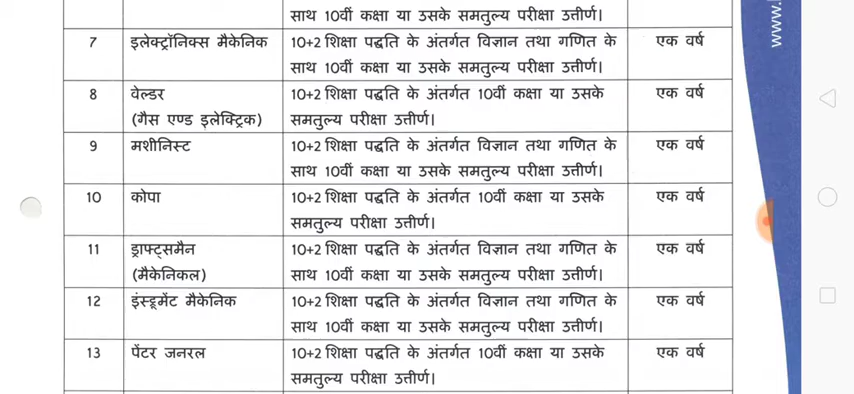 साथ 10वीं कक्षा या उसके समतुल्य परीक्षा उत्तीर्ण।
7 इलेक्ट्रॉनिक्स मैकेनिक 10+2 शिक्षा पद्धति के अंतर्गत विज्ञान तथा गणित के एक वर्ष
साथ 10वीं कक्षा या उसके समतुल्य परीक्षा उत्तीर्ण।
8 वेल्डर 10+2 शिक्षा पद्धति के अंतर्गत 10वीं कक्षा या उसके एक वर्ष
(गैस एण्ड इलेक्ट्रिक) समतुल्य परीक्षा उत्तीर्ण।
9 मशीनिस्ट 10+2 शिक्षा पद्धति के अंतर्गत विज्ञान तथा गणित के एक वर्ष
साथ 10वीं कक्षा या उसके समतुल्य परीक्षा उत्तीर्ण।
10 कोपा 10+2 शिक्षा पद्धति के अंतर्गत 10वीं कक्षा या उसके एक वर्ष
समतुल्य परीक्षा उत्तीर्ण।
11 ड्राफ्ट्समैन 10+2 शिक्षा पद्धति के अंतर्गत विज्ञान तथा गणित के एक वर्ष
(मैकेनिकल) साथ 10वीं कक्षा या उसके समतुल्य परीक्षा उत्तीर्ण।
12 इंस्ट्रूमेंट मैकेनिक 10+2 शिक्षा पद्धति के अंतर्गत विज्ञान तथा गणित के एक वर्ष
साथ 10वीं कक्षा या उसके समतुल्य परीक्षा उत्तीर्ण।
13 पेंटर जनरल 10+2 शिक्षा पद्धति के अंतर्गत 10वीं कक्षा या उसके एक वर्ष
समतुल्य परीक्षा उत्तीर्ण।
www.